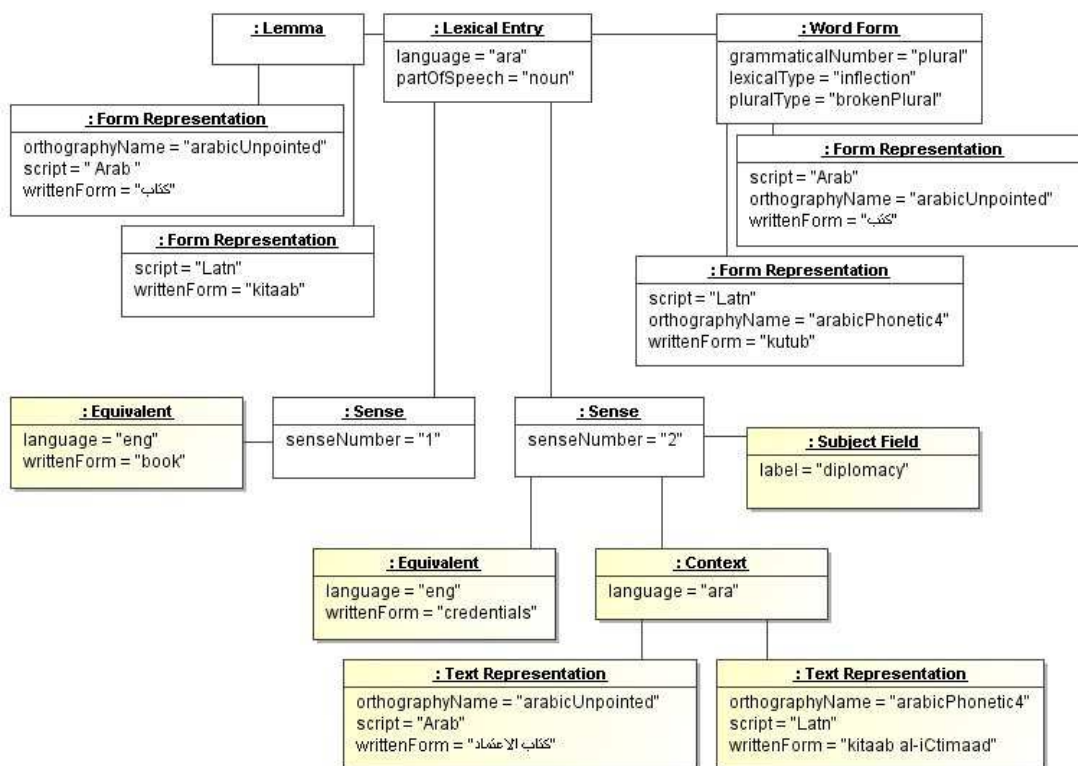 : Lemma
: Lexical Entry
language = "ara"
partOfSpeech = "noun"
: Word Form
grammaticalNumber = "plural"
lexicalType = "inflection"
pluralType = "brokenPlural"
: Form Representation
orthographyName = "arabicUnpointed"
script = " Arab "
writtenForm = "كتاب"
: Form Representation
script = "Latn"
writtenForm = "kitaab"
: Form Representation
script = "Arab"
orthographyName = "arabicUnpointed"
writtenForm = "كتب"
: Form Representation
script = "Latn"
orthographyName = "arabicPhonetic4"
writtenForm = "kutub"
: Equivalent
language = "eng"
writtenForm = "book"
: Sense
senseNumber = "1"
: Sense
senseNumber = "2"
: Subject Field
label = "diplomacy"
: Equivalent
language = "eng"
writtenForm = "credentials"
: Context
language = "ara"
: Text Representation
orthographyName = "arabicUnpointed"
script = "Arab"
writtenForm = "كتاب الاعتماد"
: Text Representation
orthographyName = "arabicPhonetic4"
script = "Latn"
writtenForm = "kitaab al-iCtimaad"